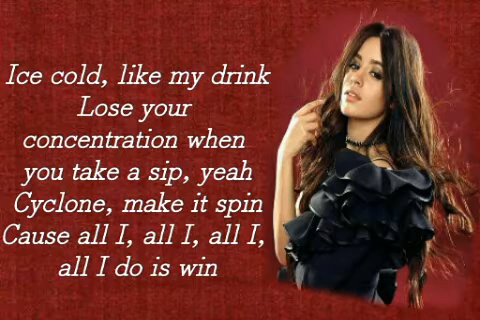 Ice cold, like my drink
Lose your
concentration when
you take a sip, yeah
Cyclone, make it spin
Cause all I, all I, all I,
all I do is win